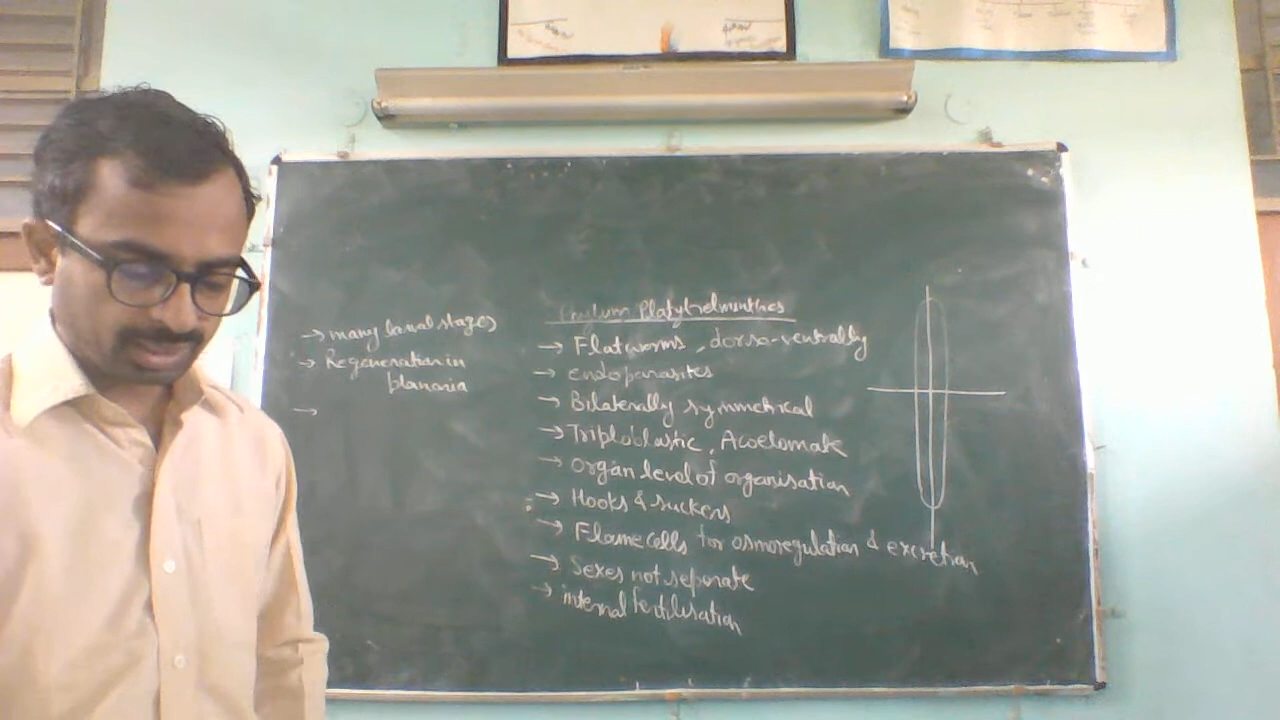 Phylum Platyhelminthes
→ Flatworms, dorso-ventrally
→ endoparasites
→ Bilaterally symmetrical
→ Triploblastic, Acoelomate
→ organ level of organisation
→ Hooks & suckers
→ Flame cells for osmoregulation & excretion
→ Sexes not seperate
→ internal fertilisation
→ many larval stages
→ Regeneration in
planaria
→